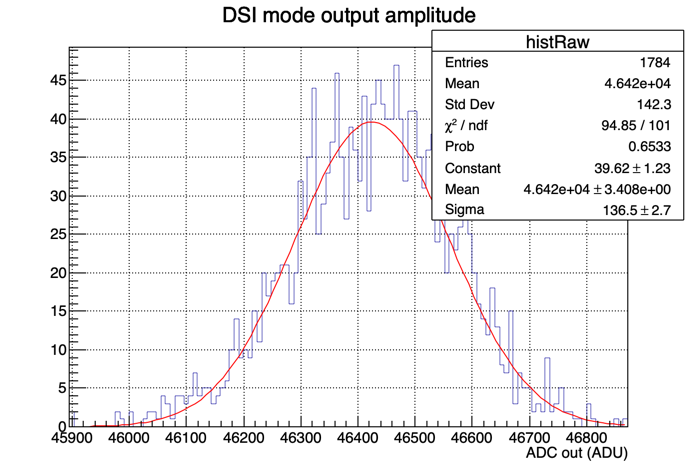 DSI mode output amplitude
histRaw
Entries 1784
Mean 4.642e+04
Std Dev 142.3
χ² / ndf 94.85 / 101
Prob 0.6533
Constant 39.62 ± 1.23
Mean 4.642e+04 ± 3.408e+00
Sigma 136.5 ± 2.7
45
40
35
30
25
20
15
10
5
0
45900 46000 46100 46200 46300 46400 46500 46600 46700 46800
ADC out (ADU)